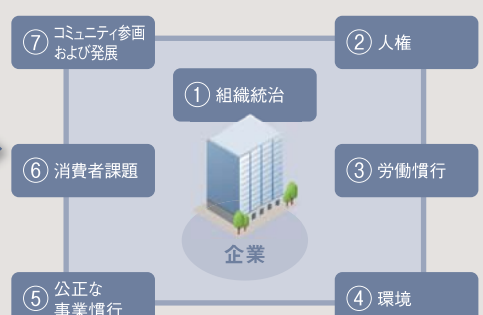 ⑦ コミュニティ参画
および発展
② 人権
① 組織統治
⑥ 消費者課題
③ 労働慣行
企業
⑤ 公正な
事業慣行
④ 環境